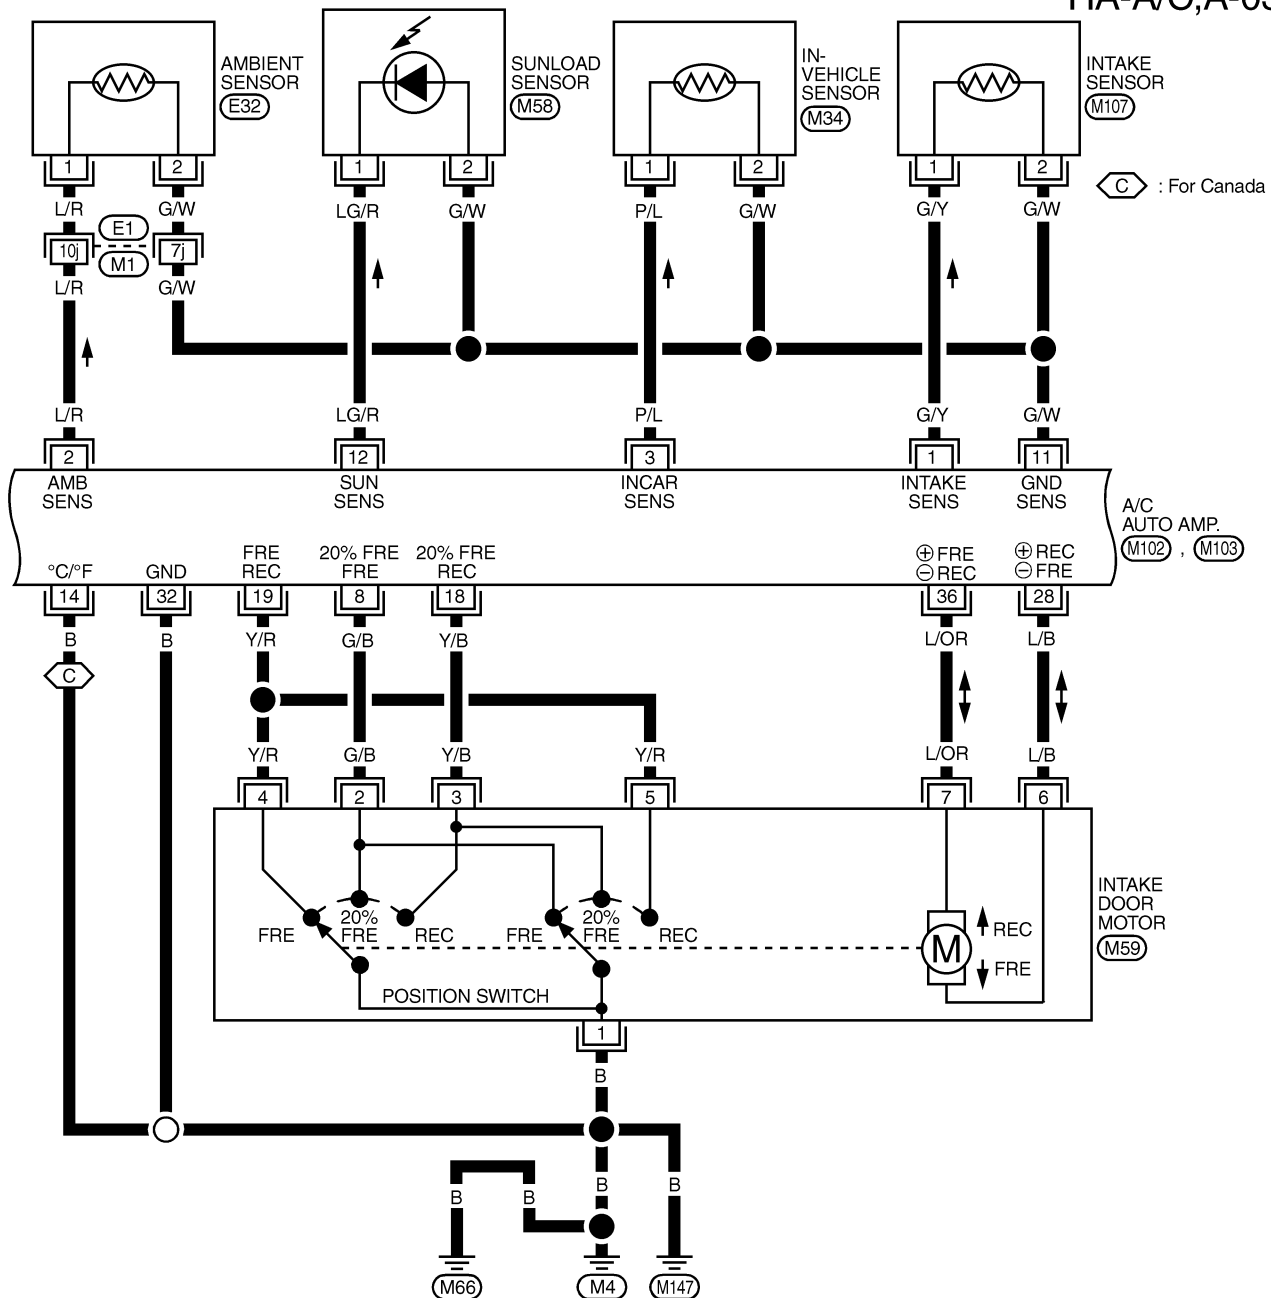 AMBIENT
SENSOR
E32
SUNLOAD
SENSOR
M58
IN-
VEHICLE
SENSOR
M34
INTAKE
SENSOR
M107
1 2 1 2 1 2 1 2
C : For Canada
L/R G/W LG/R G/W P/L G/W G/Y G/W
E1
10j 7j
M1
L/R G/W
L/R LG/R P/L G/Y G/W
2 12 3 1 11
AMB
SENS
SUN
SENS
INCAR
SENS
INTAKE
SENS
GND
SENS
A/C
AUTO AMP.
M102 , M103
°C/°F
GND
FRE
REC
20% FRE
FRE
20% FRE
REC
⊕ FRE
⊖ REC
⊕ REC
⊖ FRE
14 32 19 8 18 36 28
B B Y/R G/B Y/B L/OR L/B
C
Y/R G/B Y/B Y/R L/OR L/B
4 2 3 5 7 6
INTAKE
DOOR
MOTOR
M59
FRE
20%
FRE
REC
FRE
20%
FRE
REC
M
REC
FRE
POSITION SWITCH
1
B
B B B B
M66 M4 M147